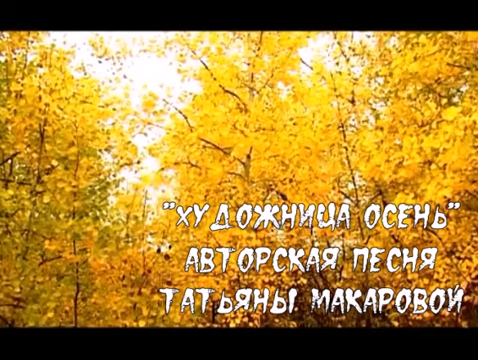 "ХУДОЖНИЦА ОСЕНЬ"
АВТОРСКАЯ ПЕСНЯ
ТАТЬЯНЫ МАКАРОВОЙ